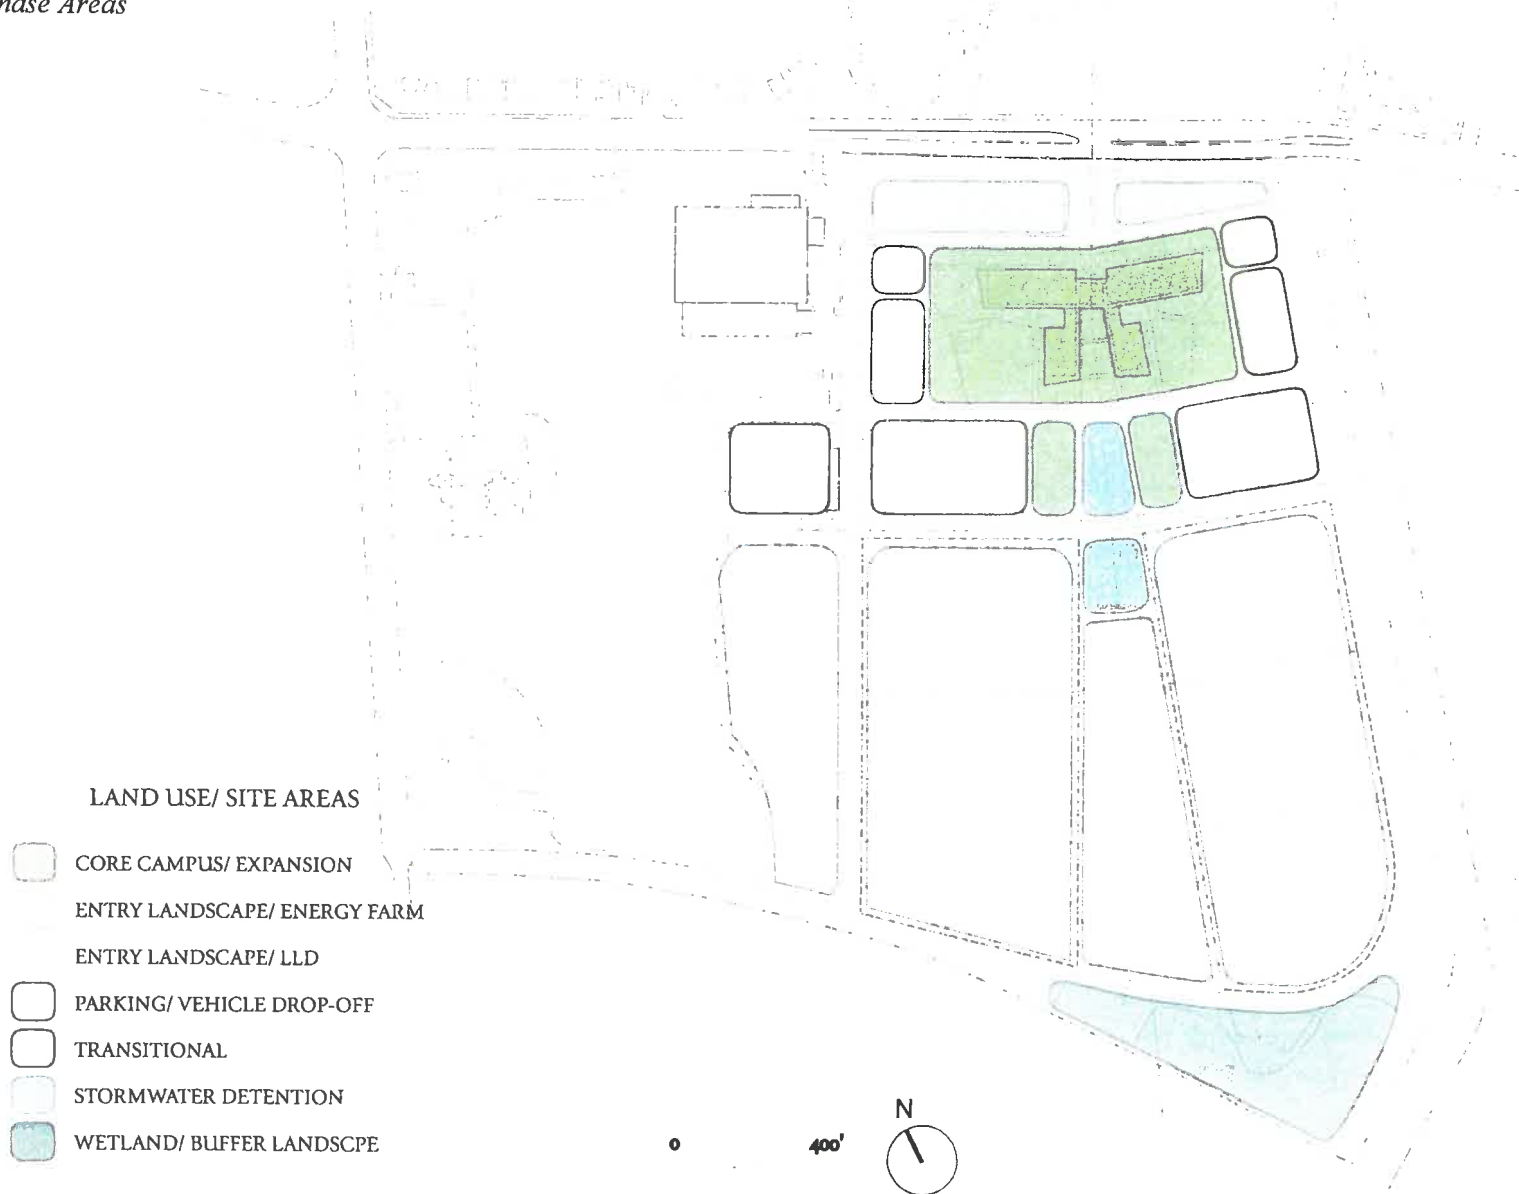 Areas
LAND USE/ SITE AREAS
CORE CAMPUS/ EXPANSION
ENTRY LANDSCAPE/ ENERGY FARM
ENTRY LANDSCAPE/ LLD
PARKING/ VEHICLE DROP-OFF
TRANSITIONAL
STORMWATER DETENTION
WETLAND/ BUFFER LANDSCPE
0 400'
N